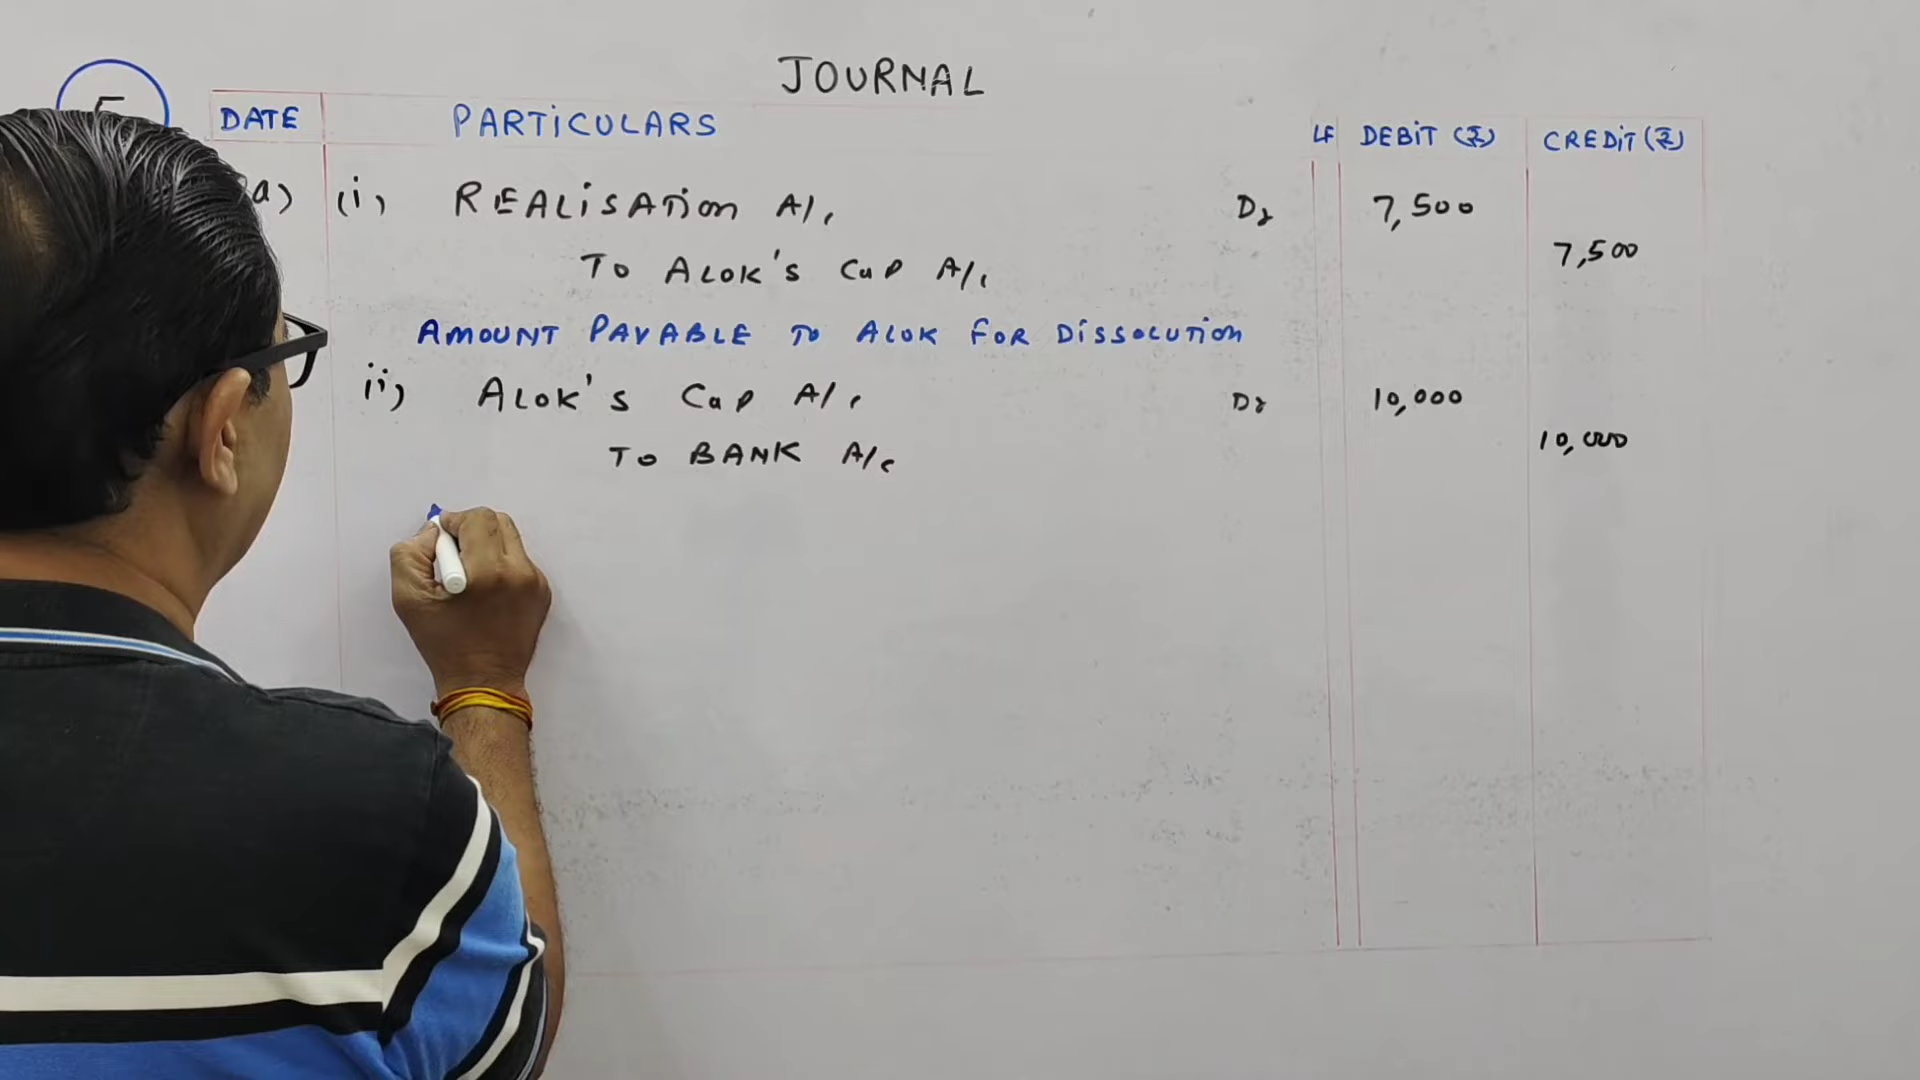 JOURNAL
5
DATE PARTiCULARS LF DEBiT (₹) CREDiT (₹)
a) (i) REALiSATion A/c Dr 7,500
To ALOK's CaP A/c 7,500
AMOUNT PAYABLE To ALOK FOR DiSSOLUTiOn
ii) ALOK's CaP A/c Dr 10,000
To BANK A/c 10,000